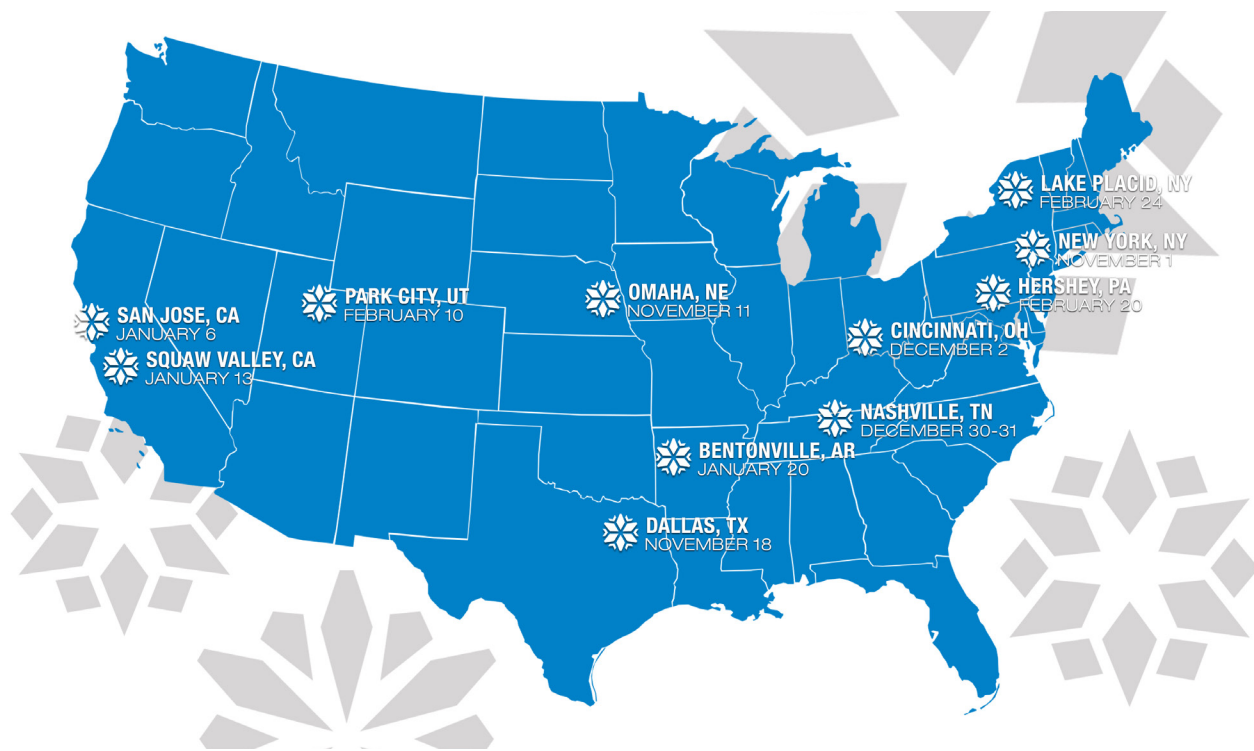 LAKE PLACID, NY
FEBRUARY 24
NEW YORK, NY
NOVEMBER 1
HERSHEY, PA
FEBRUARY 20
OMAHA, NE
NOVEMBER 11
PARK CITY, UT
FEBRUARY 10
SAN JOSE, CA
JANUARY 6
CINCINNATI, OH
DECEMBER 2
SQUAW VALLEY, CA
JANUARY 13
NASHVILLE, TN
DECEMBER 30-31
BENTONVILLE, AR
JANUARY 20
DALLAS, TX
NOVEMBER 18